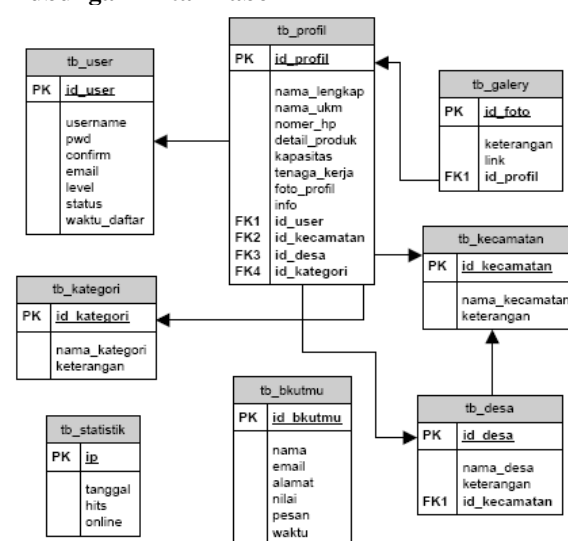 tb_profil
PK id_profil
nama_lengkap
nama_ukm
nomer_hp
detail_produk
kapasitas
tenaga_kerja
foto_profil
info
FK1 id_user
FK2 id_kecamatan
FK3 id_desa
FK4 id_kategori
tb_user
PK id_user
username
pwd
confirm
email
level
status
waktu_daftar
tb_galery
PK id_foto
keterangan
link
FK1 id_profil
tb_kecamatan
PK id_kecamatan
nama_kecamatan
keterangan
tb_kategori
PK id_kategori
nama_kategori
keterangan
tb_bkutmu
PK id_bkutmu
nama
email
alamat
nilai
pesan
waktu
tb_desa
PK id_desa
nama_desa
keterangan
FK1 id_kecamatan
tb_statistik
PK ip
tanggal
hits
online